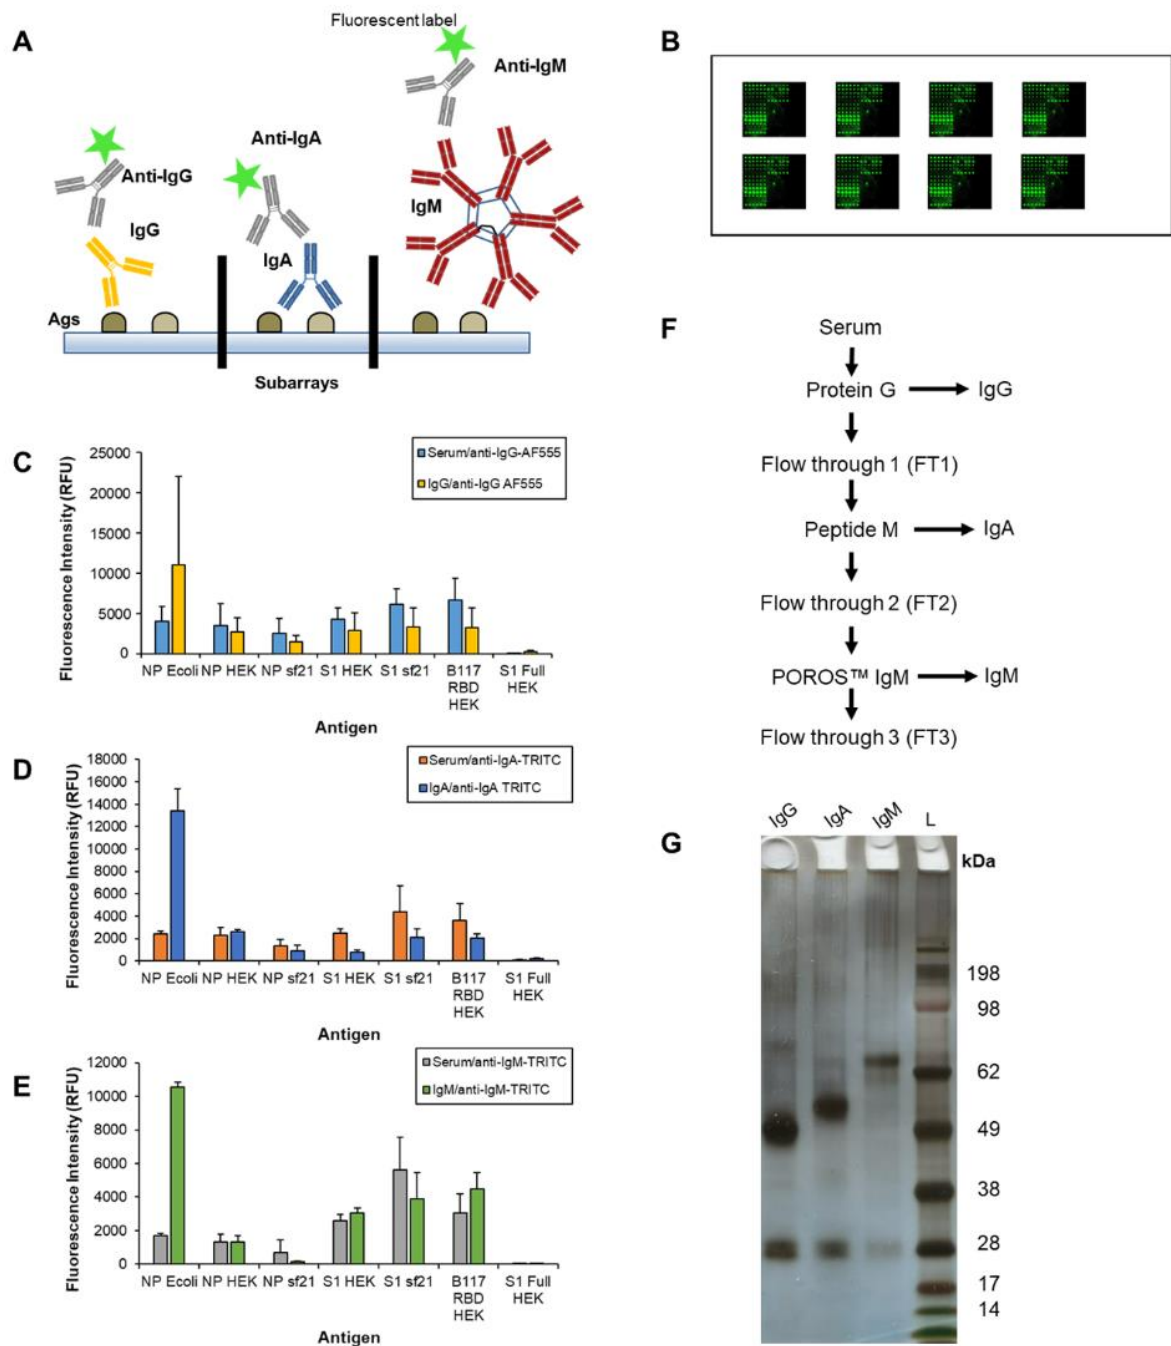 A
Fluorescent label
Anti-IgM
Anti-IgA
Anti-IgG
IgG
IgA
IgM
Ags
Subarrays
B
C
Fluorescence Intensity (RFU)
25000
20000
15000
10000
5000
0
Serum/anti-IgG-AF555
IgG/anti-IgG AF555
NP Ecoli
NP HEK
NP sf21
S1 HEK
S1 sf21
B117
RBD
HEK
S1 Full
HEK
Antigen
D
Fluorescence Intensity (RFU)
18000
16000
14000
12000
10000
8000
6000
4000
2000
0
Serum/anti-IgA-TRITC
IgA/anti-IgA TRITC
NP Ecoli
NP HEK
NP sf21
S1 HEK
S1 sf21
B117
RBD
HEK
S1 Full
HEK
Antigen
E
Fluorescence Intensity (RFU)
12000
10000
8000
6000
4000
2000
0
Serum/anti-IgM-TRITC
IgM/anti-IgM-TRITC
NP Ecoli
NP HEK
NP sf21
S1 HEK
S1 sf21
B117
RBD
HEK
S1 Full
HEK
Antigen
F
Serum
Protein G
IgG
Flow through 1 (FT1)
Peptide M
IgA
Flow through 2 (FT2)
POROS™ IgM
IgM
Flow through 3 (FT3)
G
IgG
IgA
IgM
L
kDa
198
98
62
49
38
28
17
14